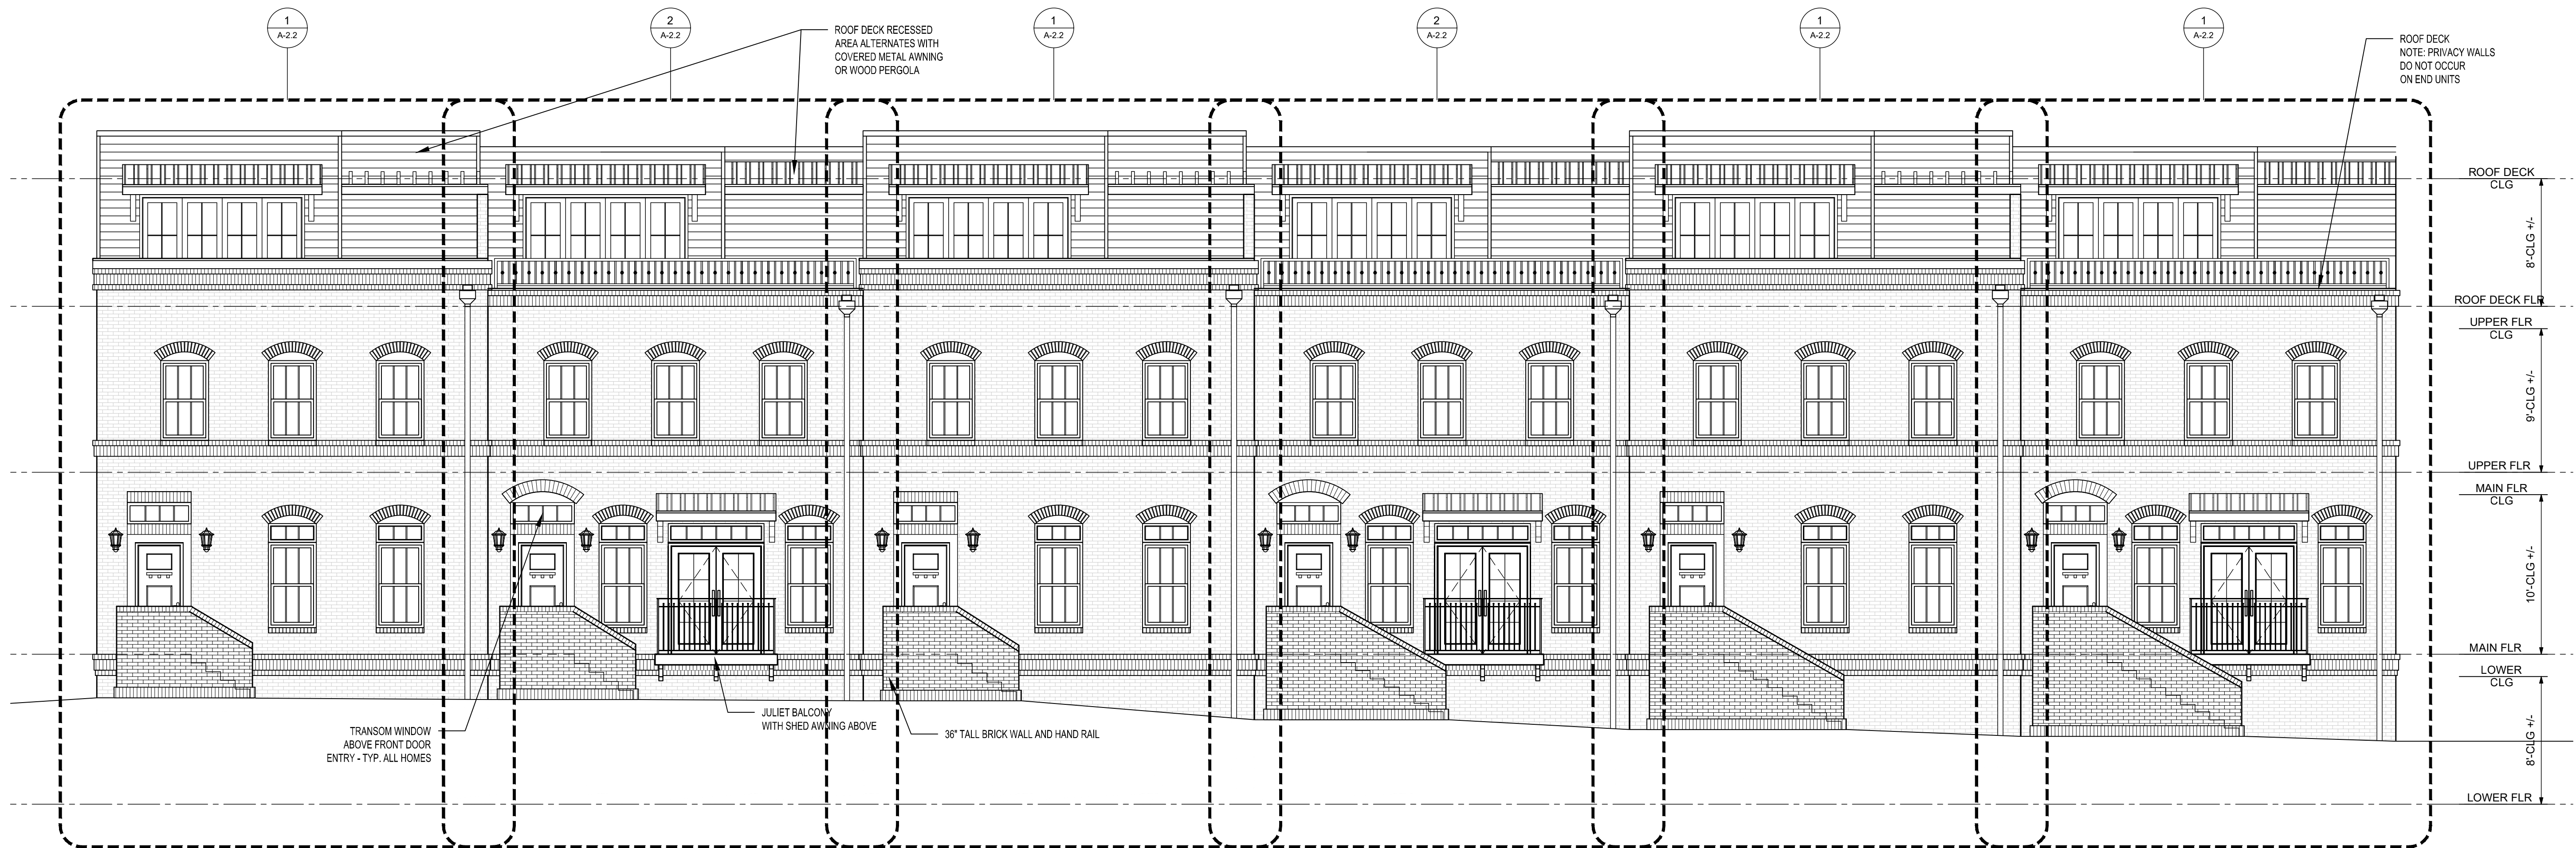 1
A-2.2
2
A-2.2
1
A-2.2
2
A-2.2
1
A-2.2
1
A-2.2
ROOF DECK RECESSED
AREA ALTERNATES WITH
COVERED METAL AWNING
OR WOOD PERGOLA
ROOF DECK
NOTE: PRIVACY WALLS
DO NOT OCCUR
ON END UNITS
ROOF DECK
CLG
8'-CLG +/-
ROOF DECK FLR
UPPER FLR
CLG
9'-CLG +/-
UPPER FLR
MAIN FLR
CLG
10'-CLG +/-
MAIN FLR
LOWER
CLG
8'-CLG +/-
LOWER FLR
TRANSOM WINDOW
ABOVE FRONT DOOR
ENTRY - TYP. ALL HOMES
JULIET BALCONY
WITH SHED AWNING ABOVE
36" TALL BRICK WALL AND HAND RAIL